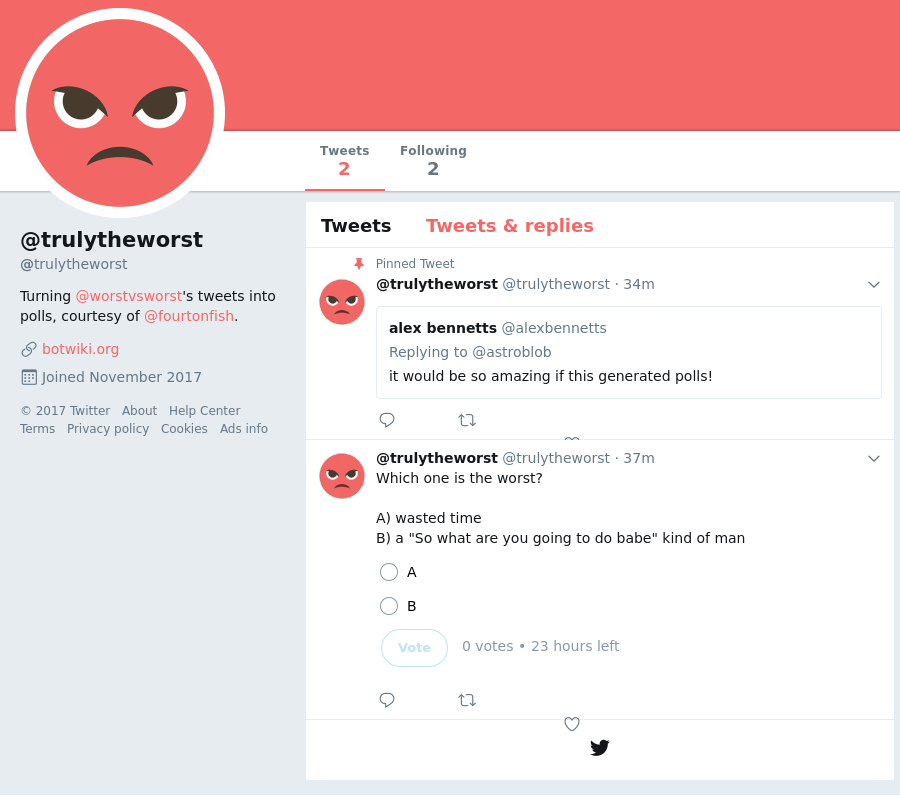 Tweets
2
Following
2
@trulytheworst
@trulytheworst
Turning @worstvsworst's tweets into
polls, courtesy of @fourtonfish.
botwiki.org
Joined November 2017
© 2017 Twitter About Help Center
Terms Privacy policy Cookies Ads info
Tweets Tweets & replies
Pinned Tweet
@trulytheworst @trulytheworst · 34m
alex bennetts @alexbennetts
Replying to @astroblob
it would be so amazing if this generated polls!
@trulytheworst @trulytheworst · 37m
Which one is the worst?
A) wasted time
B) a "So what are you going to do babe" kind of man
A
B
Vote 0 votes • 23 hours left